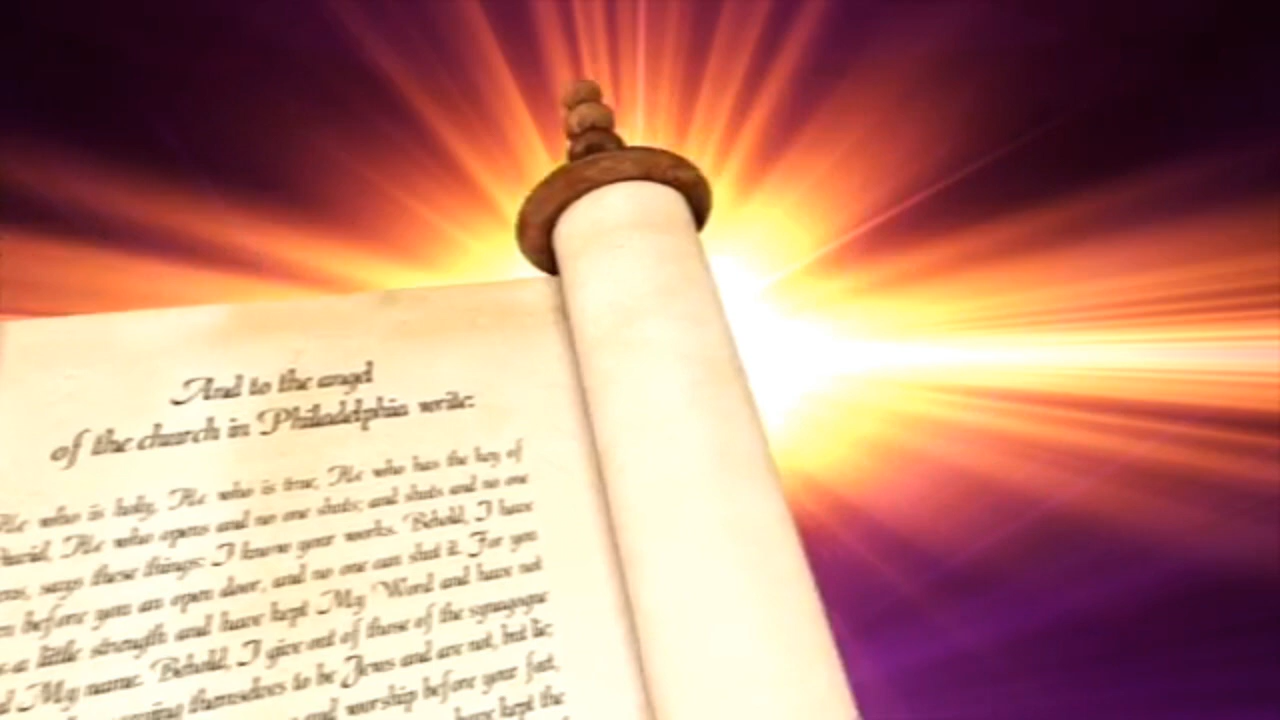 And to the angel
of the church in Philadelphia write:
He who is holy, He who is true, He who has the key of
David, He who opens and no one shuts; and shuts and no one
says these things: I know your works. Behold, I have
before you an open door, and no one can shut it. For you
a little strength and have kept My Word and have not
My name. Behold, I give out of those of the synagogue
themselves to be Jews and are not, but lie,
and worship before your feet,
have kept the